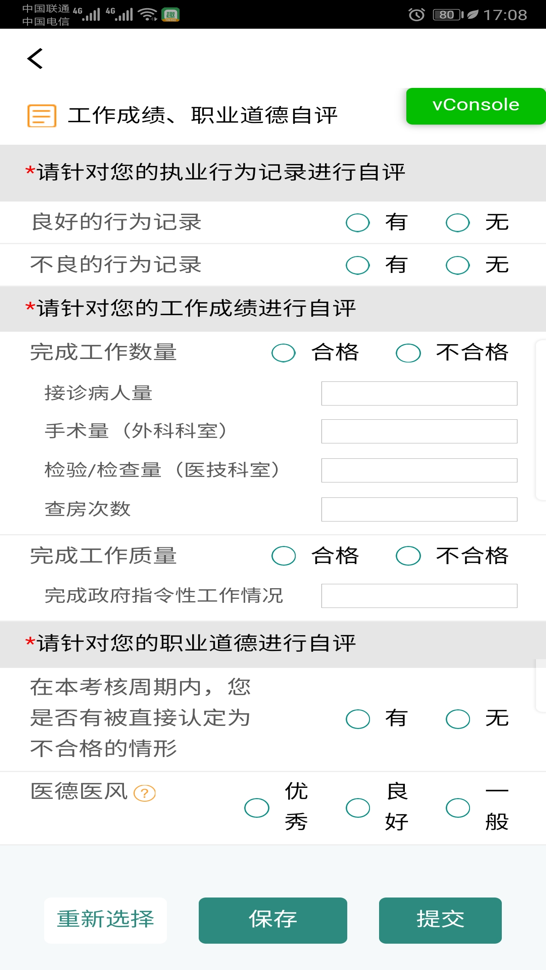 中国联通 4G 4G 80 17:08
中国电信
工作成绩、职业道德自评
vConsole
*请针对您的执业行为记录进行自评
良好的行为记录 有 无
不良的行为记录 有 无
*请针对您的工作成绩进行自评
完成工作数量 合格 不合格
接诊病人量
手术量（外科科室）
检验/检查量（医技科室）
查房次数
完成工作质量 合格 不合格
完成政府指令性工作情况
*请针对您的职业道德进行自评
在本考核周期内，您
是否有被直接认定为 有 无
不合格的情形
医德医风 ? 优 良 一
秀 好 般
重新选择 保存 提交